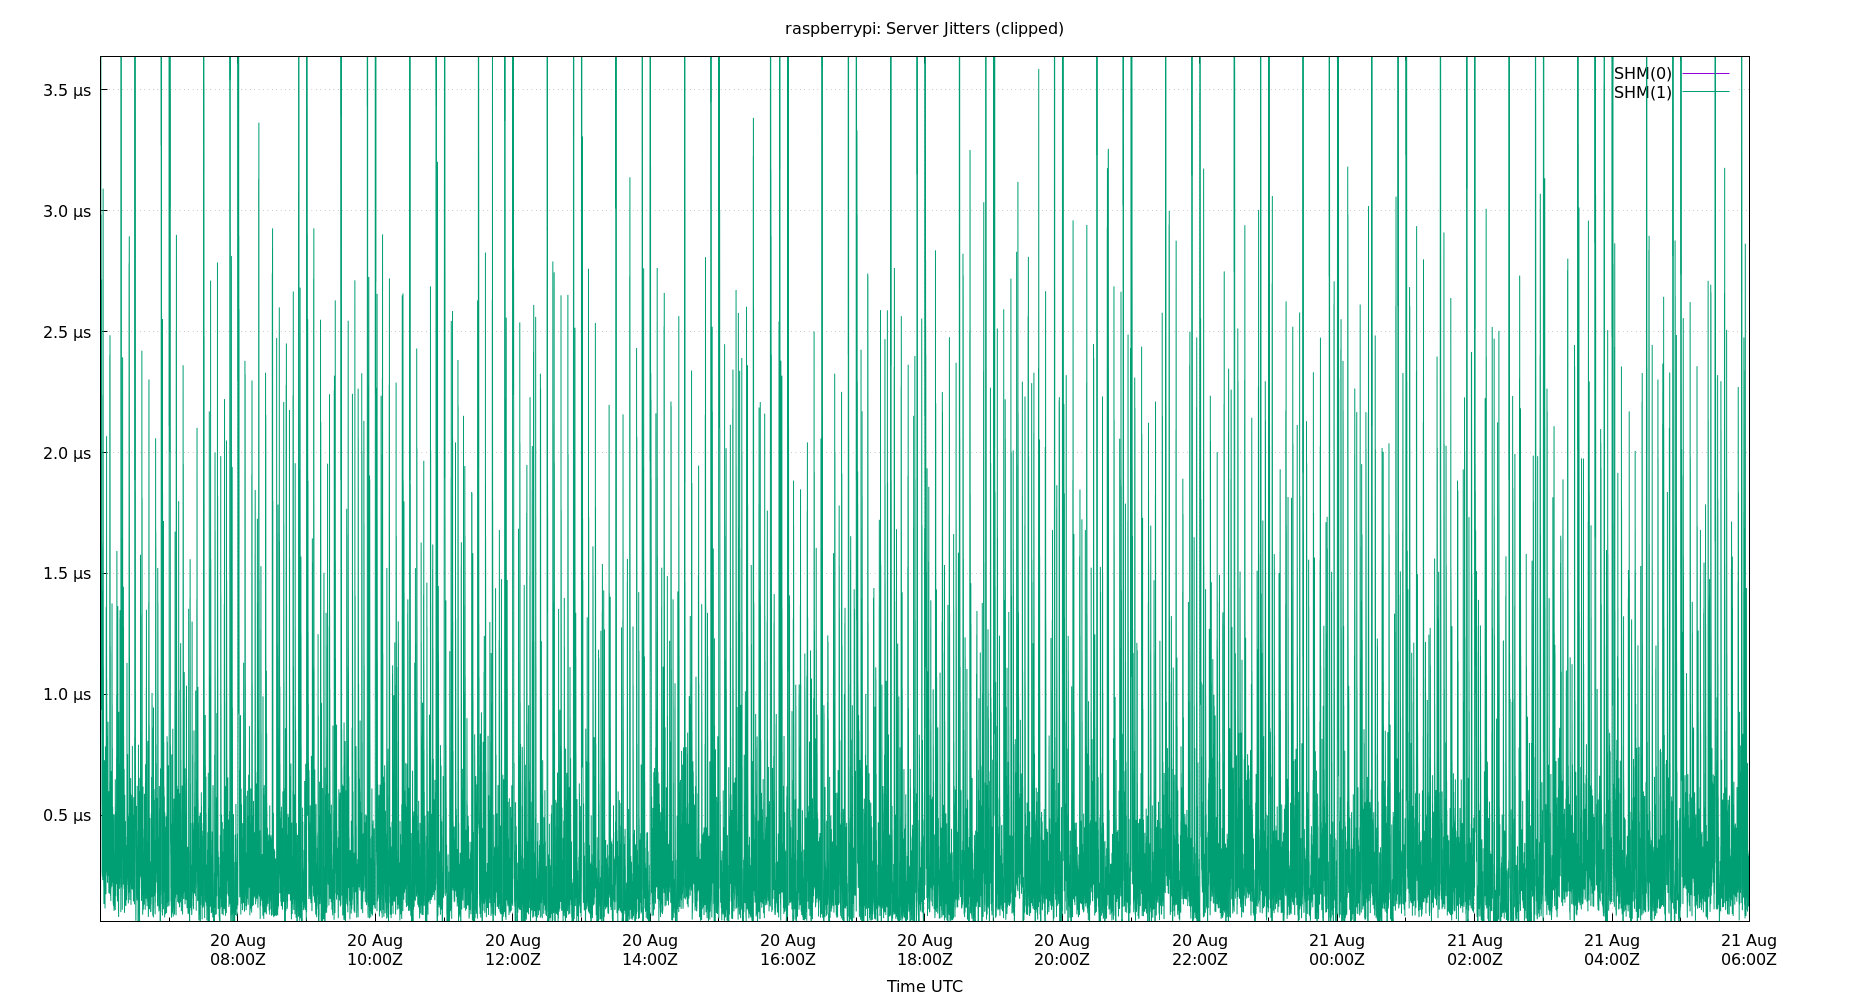 raspberrypi: Server Jitters (clipped)
SHM(0)
SHM(1)
3.5 μs
3.0 μs
2.5 μs
2.0 μs
1.5 μs
1.0 μs
0.5 μs
20 Aug 20 Aug 20 Aug 20 Aug 20 Aug 20 Aug 20 Aug 20 Aug 21 Aug 21 Aug 21 Aug 21 Aug
08:00Z 10:00Z 12:00Z 14:00Z 16:00Z 18:00Z 20:00Z 22:00Z 00:00Z 02:00Z 04:00Z 06:00Z
Time UTC